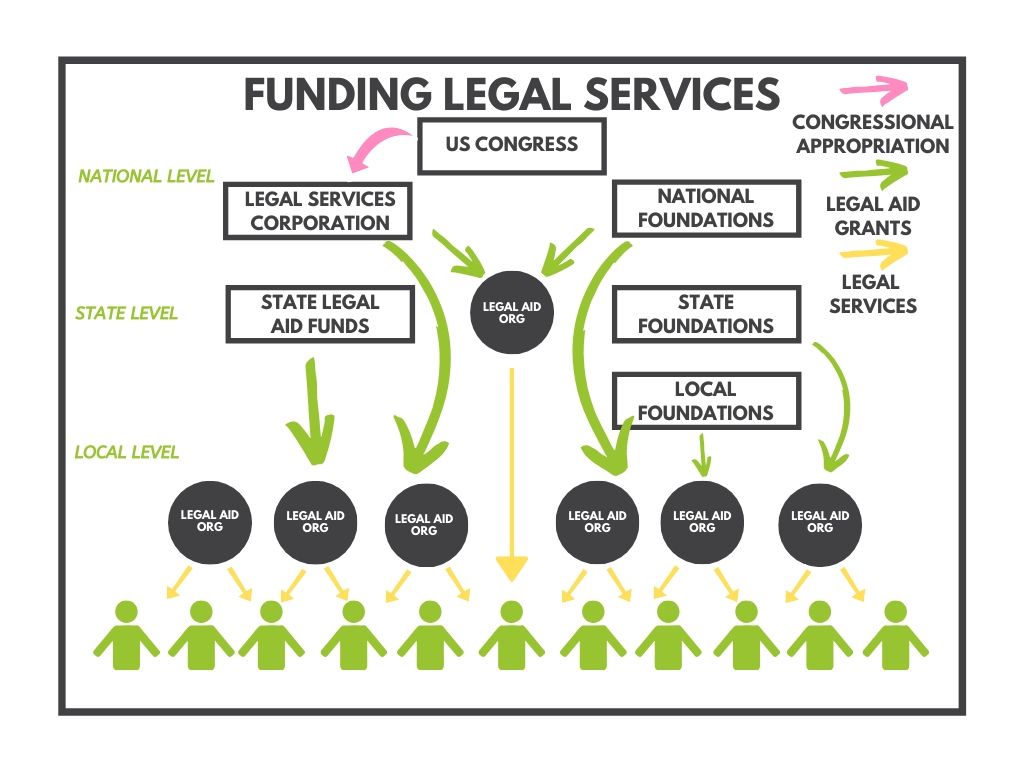 FUNDING LEGAL SERVICES
CONGRESSIONAL
APPROPRIATION
US CONGRESS
NATIONAL LEVEL
LEGAL SERVICES
CORPORATION
NATIONAL
FOUNDATIONS
LEGAL AID
GRANTS
LEGAL
SERVICES
STATE LEVEL
STATE LEGAL
AID FUNDS
LEGAL AID
ORG
STATE
FOUNDATIONS
LOCAL
FOUNDATIONS
LOCAL LEVEL
LEGAL AID
ORG
LEGAL AID
ORG
LEGAL AID
ORG
LEGAL AID
ORG
LEGAL AID
ORG
LEGAL AID
ORG